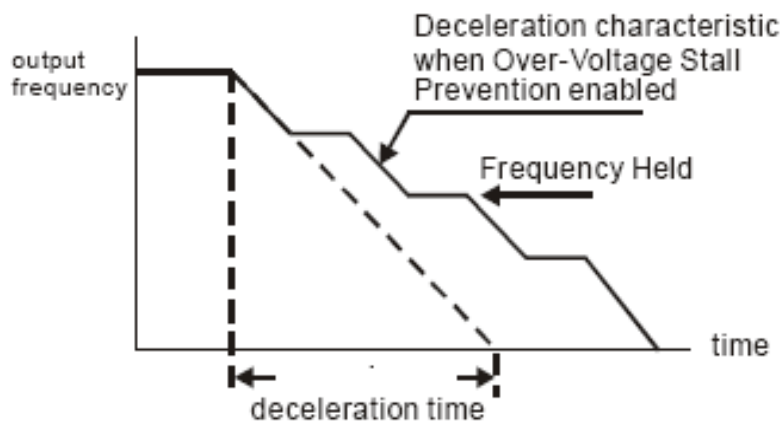 Deceleration characteristic
when Over-Voltage Stall
Prevention enabled
output
frequency
Frequency Held
time
deceleration time